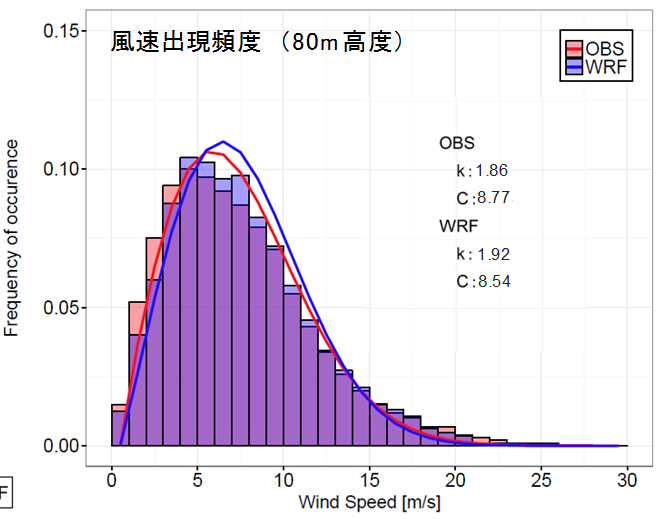 風速出現頻度 （80m高度）
OBS
WRF
OBS
k:1.86
C:8.77
WRF
k:1.92
C:8.54
Frequency of occurence
0.15
0.10
0.05
0.00
0 5 10 15 20 25 30
Wind Speed [m/s]
F